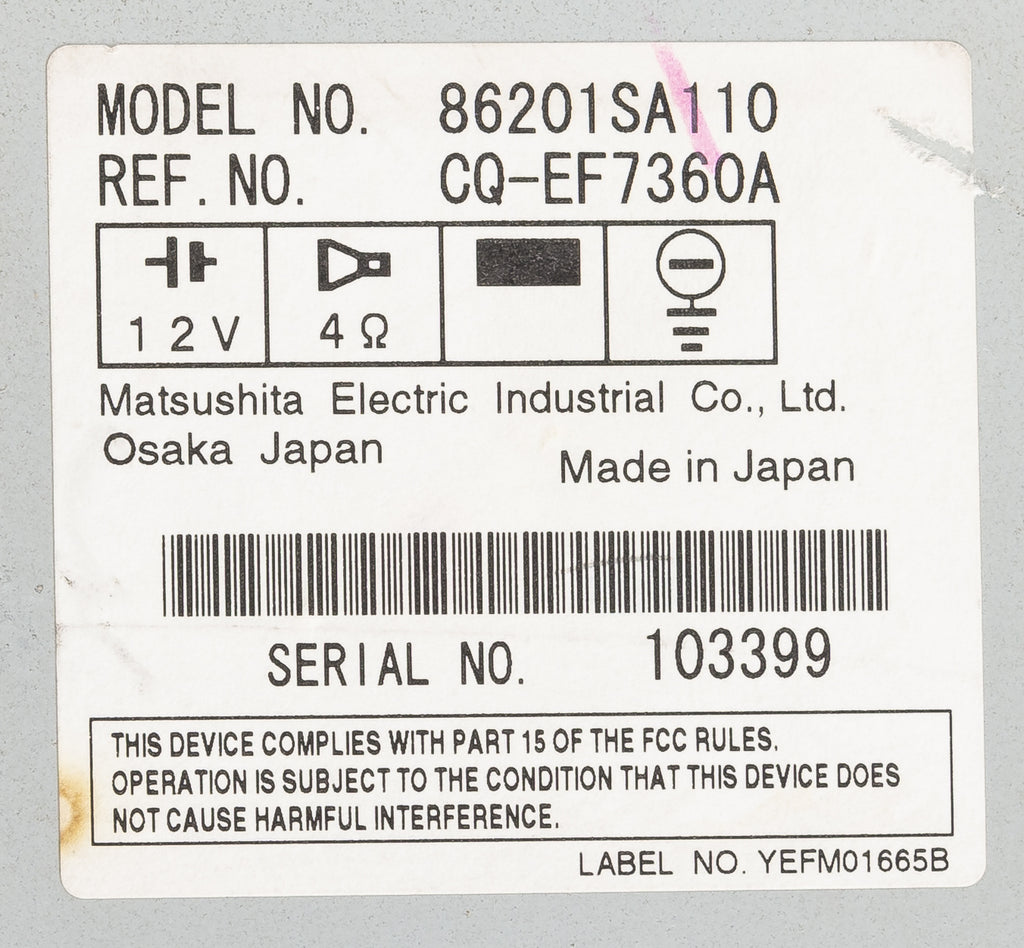 MODEL NO. 86201SA110
REF. NO. CQ-EF7360A
12V 4Ω
Matsushita Electric Industrial Co., Ltd.
Osaka Japan
Made in Japan
SERIAL NO. 103399
THIS DEVICE COMPLIES WITH PART 15 OF THE FCC RULES.
OPERATION IS SUBJECT TO THE CONDITION THAT THIS DEVICE DOES
NOT CAUSE HARMFUL INTERFERENCE.
LABEL NO. YEFM01665B